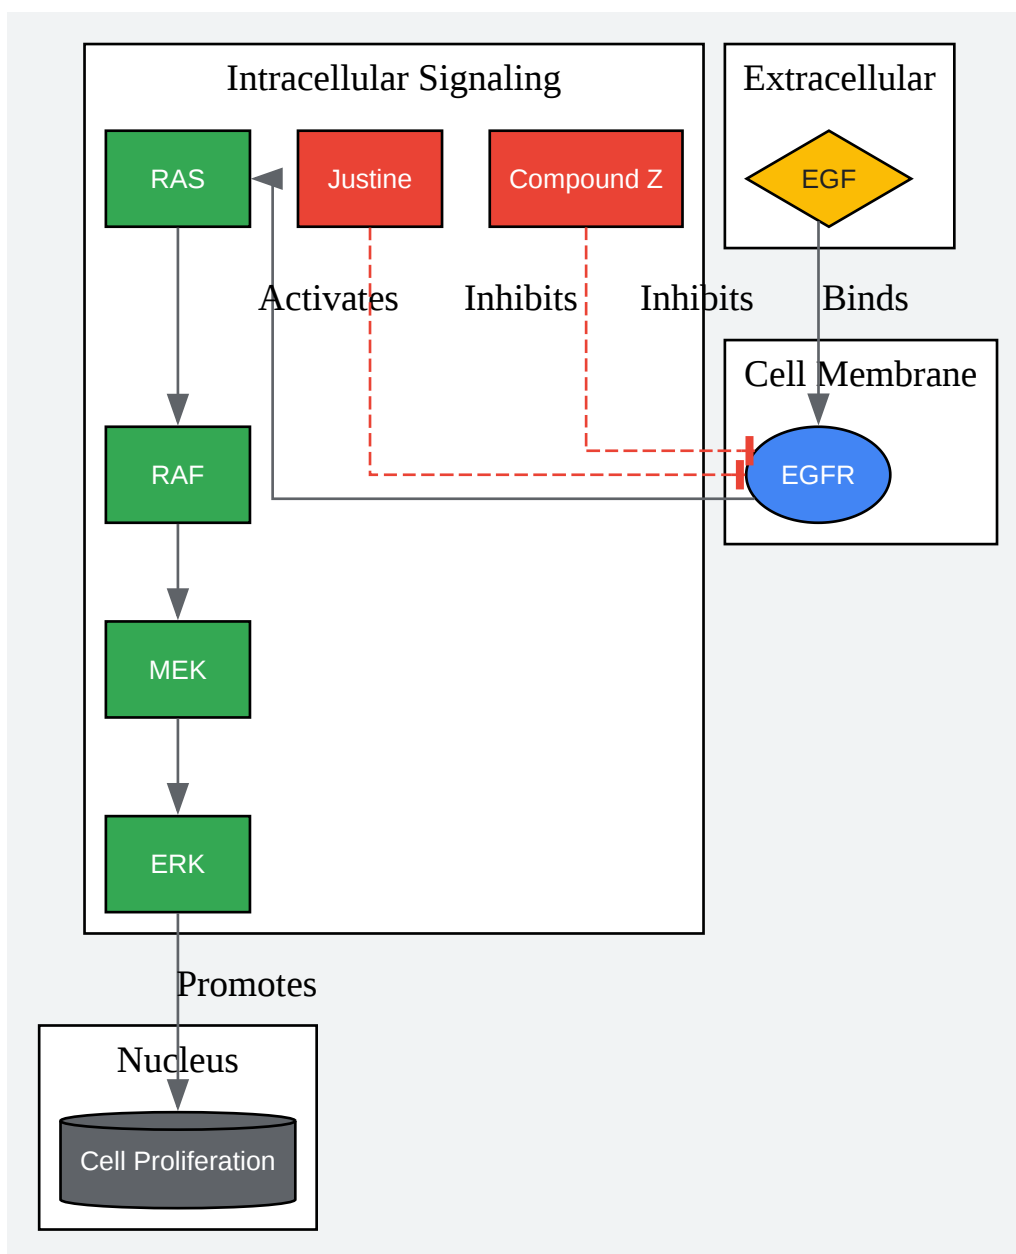 Intracellular Signaling
Extracellular
RAS
Justine
Compound Z
EGF
Activates
Inhibits
Inhibits
Binds
Cell Membrane
RAF
EGFR
MEK
ERK
Promotes
Nucleus
Cell Proliferation